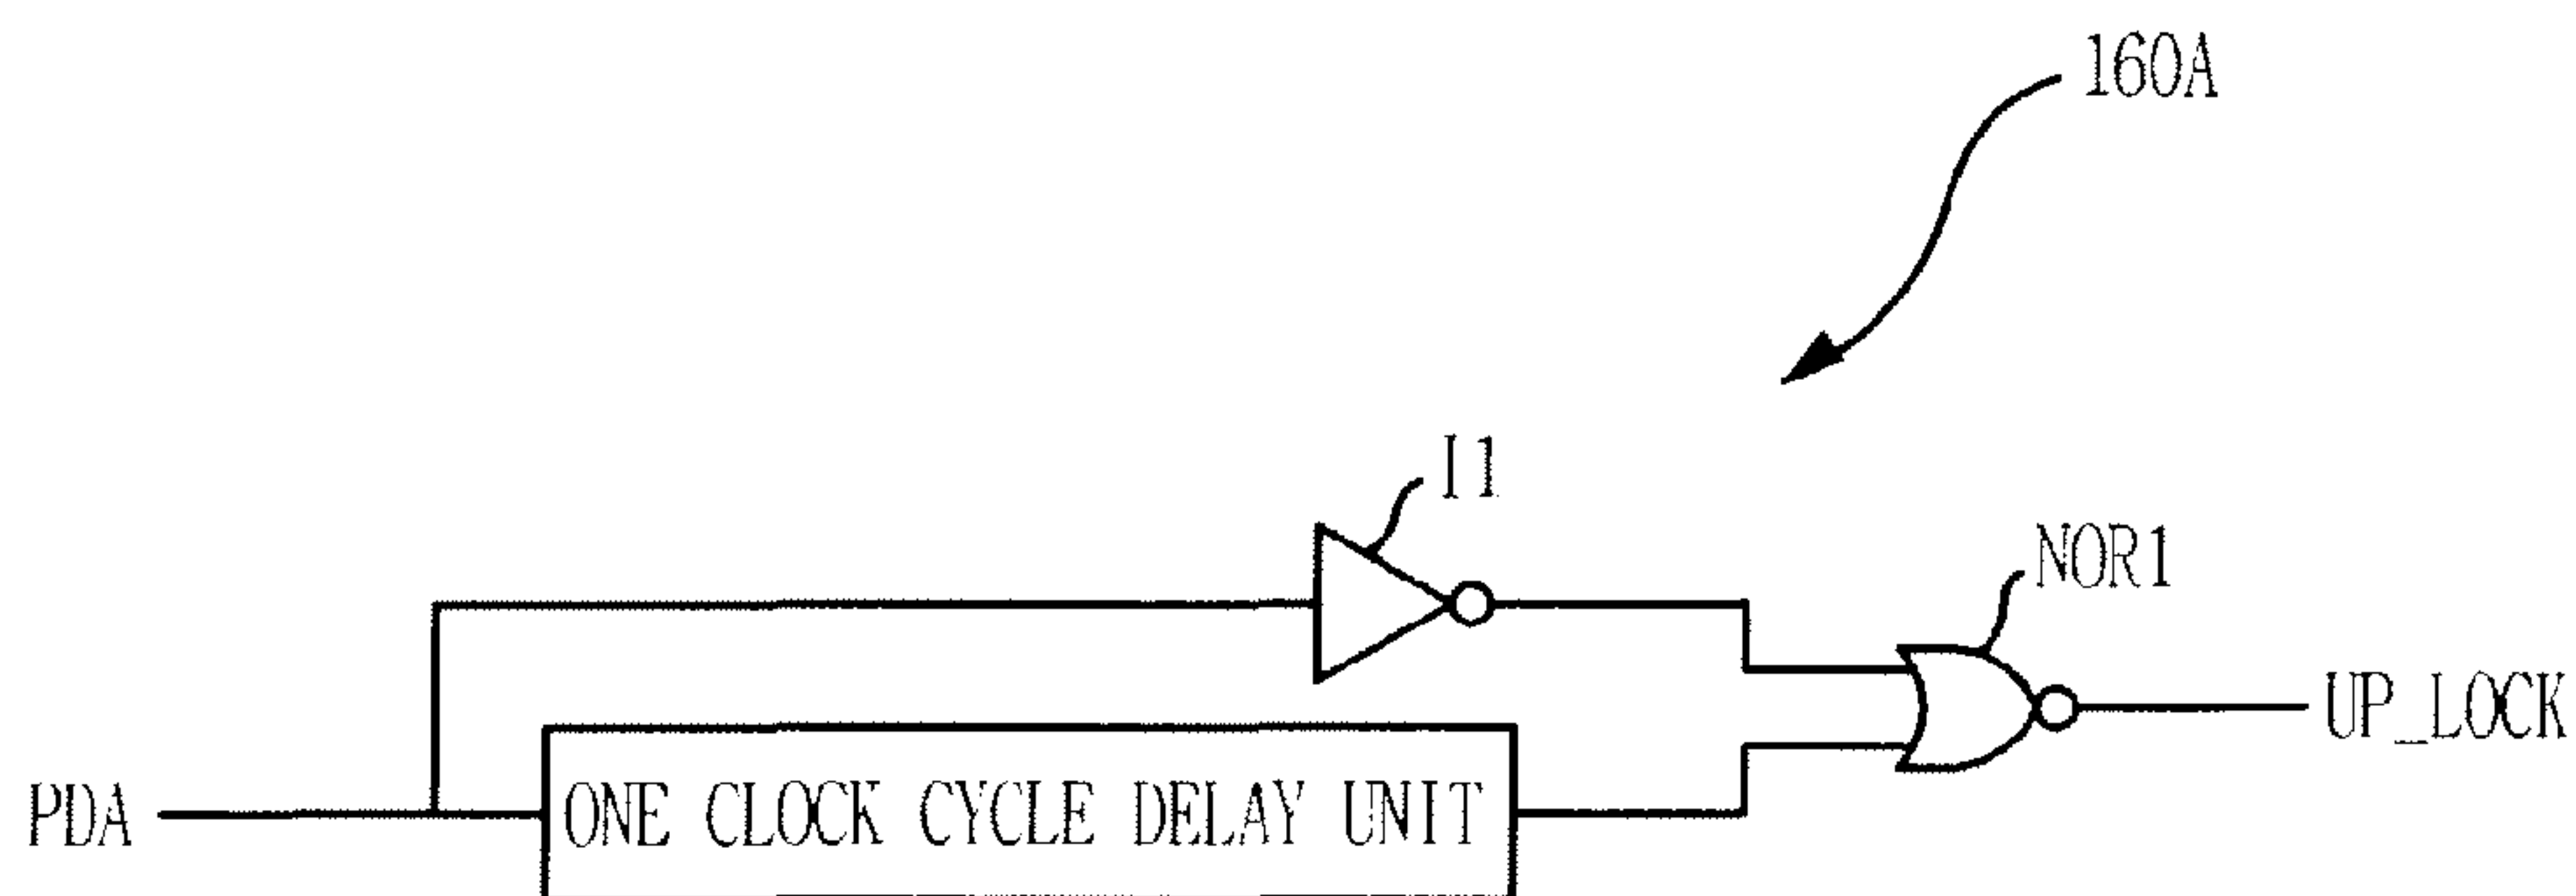 160A
I1
NOR1
UP_LOCK
PDA
ONE CLOCK CYCLE DELAY UNIT